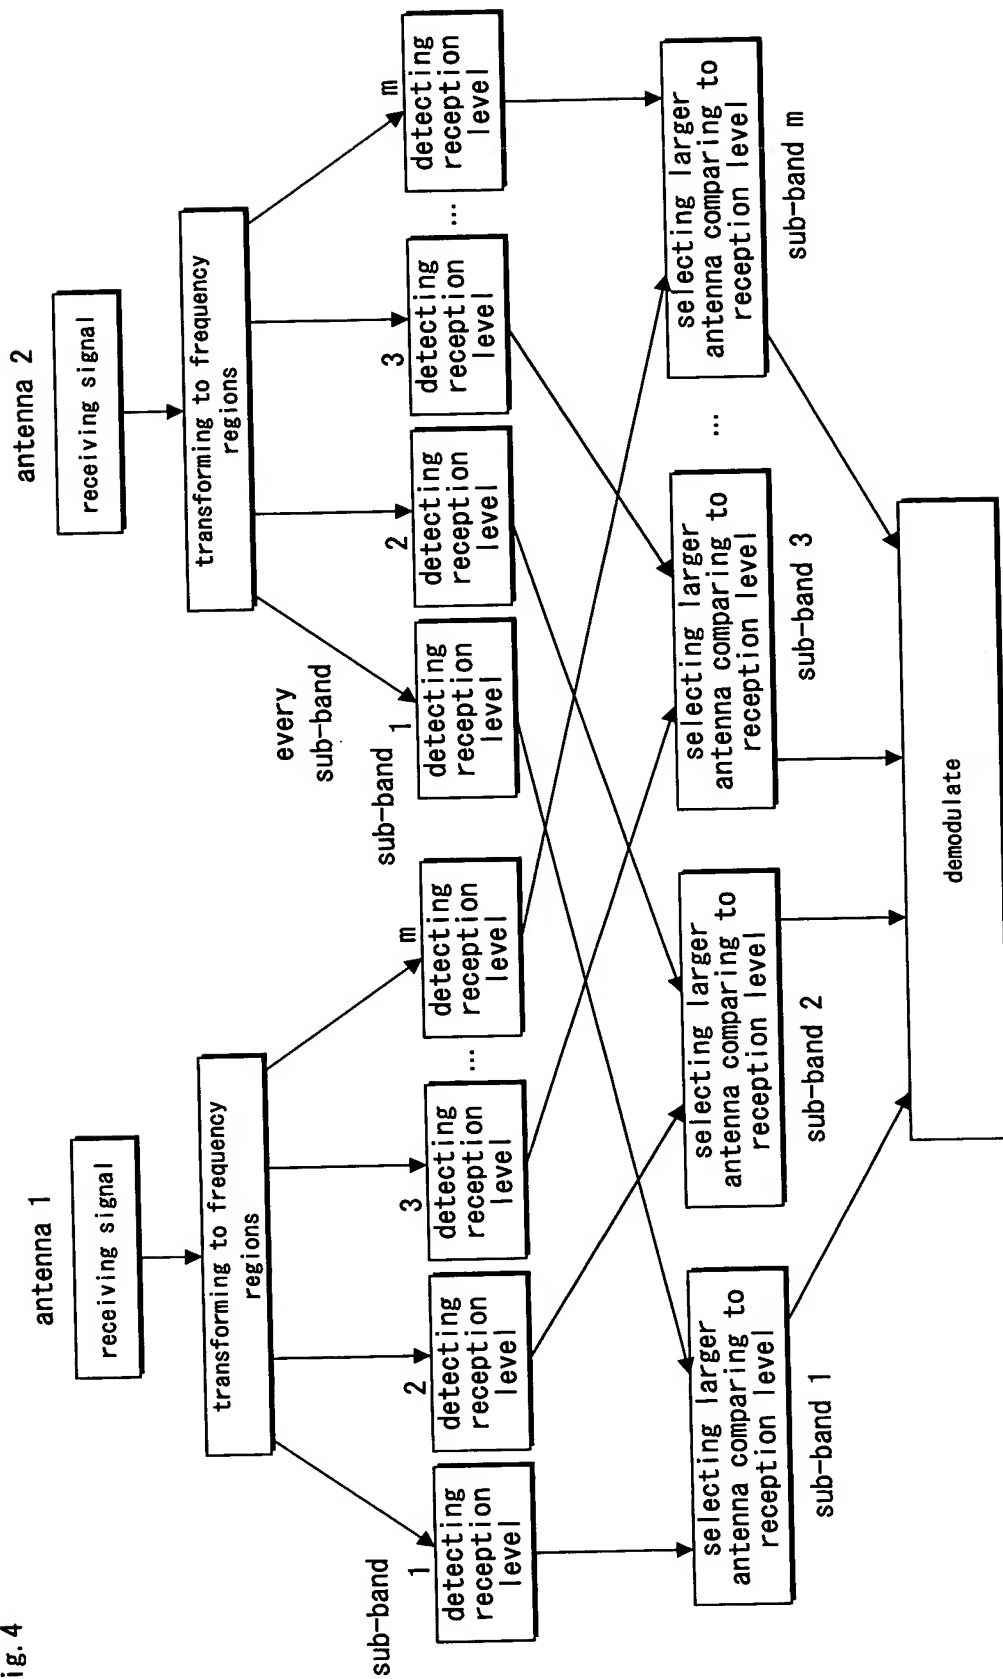 ig. 4
antenna 1
antenna 2
receiving signal
receiving signal
transforming to frequency
regions
transforming to frequency
regions
every
sub-band
sub-band
1
2
3
m
sub-band
1
2
3
m
detecting
reception
level
detecting
reception
level
detecting
reception
level
...
detecting
reception
level
detecting
reception
level
detecting
reception
level
detecting
reception
level
...
detecting
reception
level
selecting larger
antenna comparing to
reception level
selecting larger
antenna comparing to
reception level
selecting larger
antenna comparing to
reception level
...
selecting larger
antenna comparing to
reception level
sub-band 1
sub-band 2
sub-band 3
sub-band m
demodulate